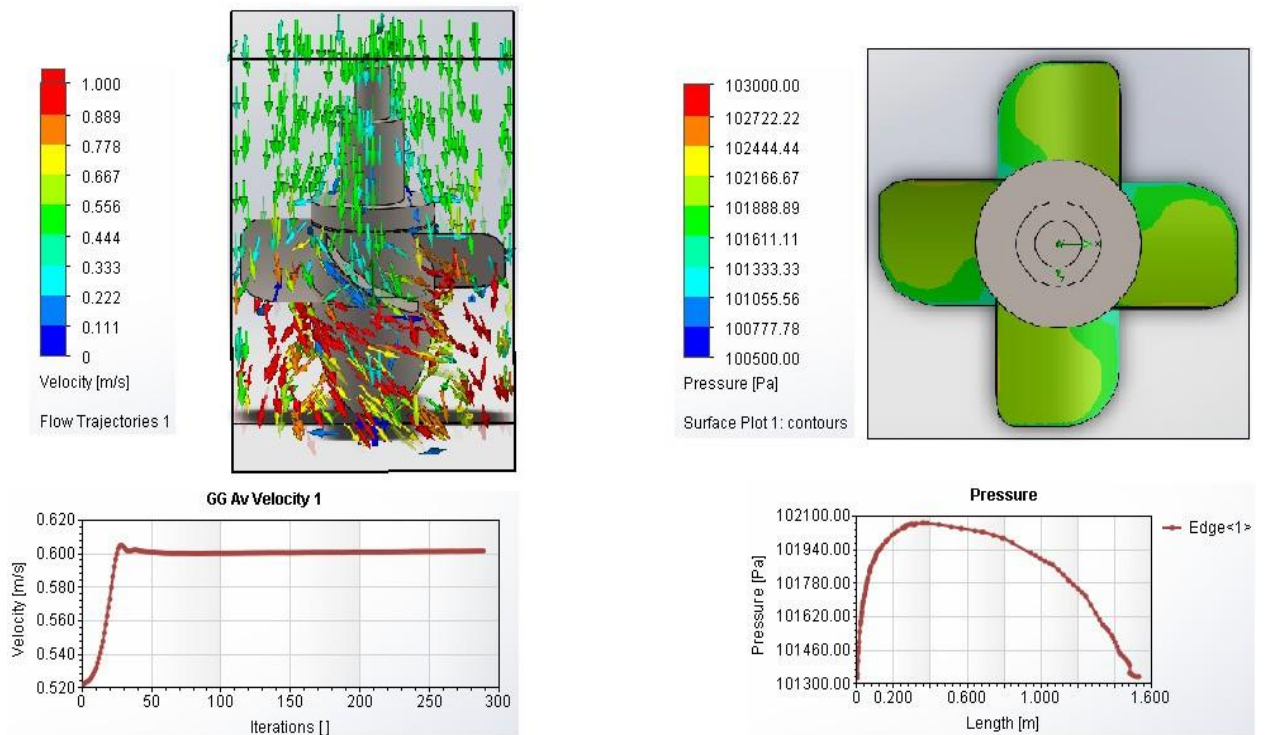 1.000
0.889
0.778
0.667
0.556
0.444
0.333
0.222
0.111
0
Velocity [m/s]
Flow Trajectories 1
103000.00
102722.22
102444.44
102166.67
101888.89
101611.11
101333.33
101055.56
100777.78
100500.00
Pressure [Pa]
Surface Plot 1: contours
GG Av Velocity 1
0.620
0.600
0.580
0.560
0.540
0.520
Velocity [m/s]
0 50 100 150 200 250 300
Iterations [ ]
Pressure
102100.00
101940.00
101780.00
101620.00
101460.00
101300.00
Pressure [Pa]
0 0.200 0.600 1.000 1.600
Length [m]
Edge<1>